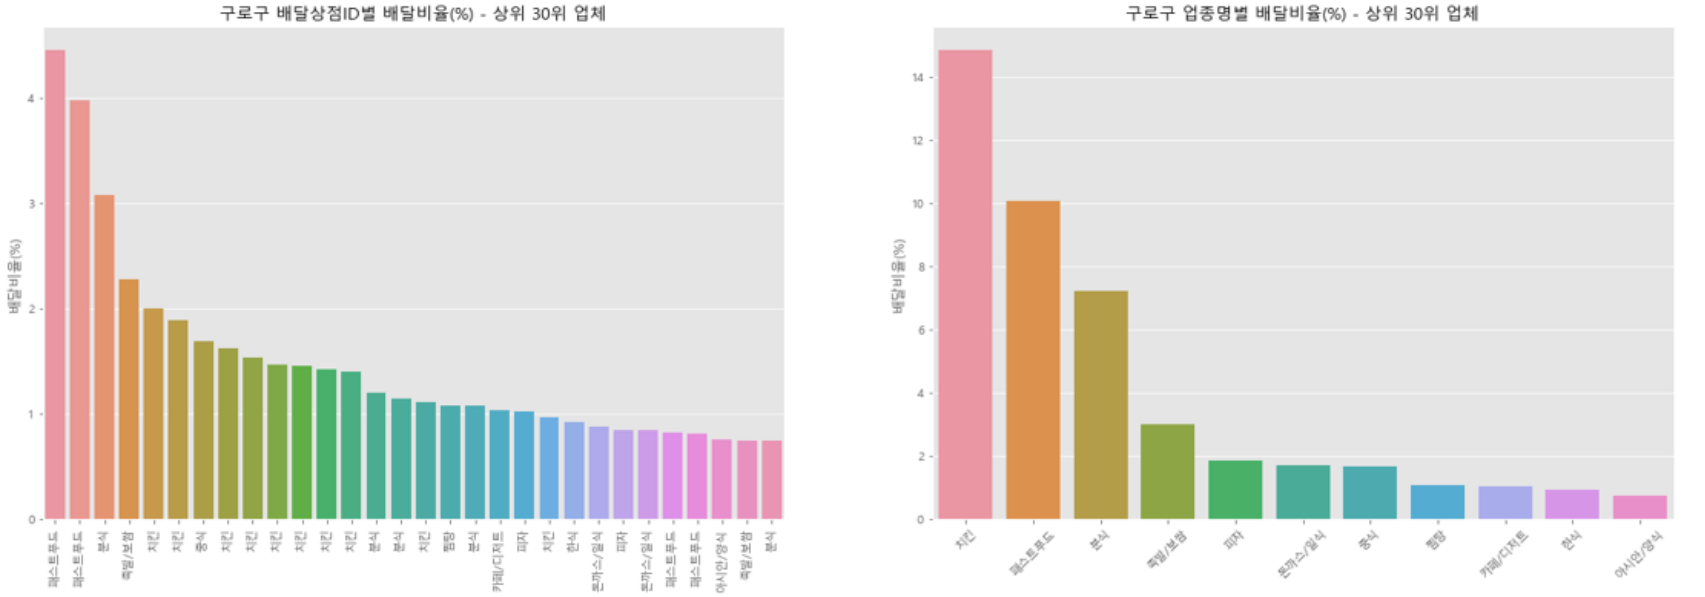 구로구 배달상점ID별 배달비율(%) - 상위 30위 업체
배달비율(%)
4
3
2
1
0
패스트푸드
패스트푸드
분식
족발/보쌈
치킨
치킨
중식
치킨
치킨
치킨
치킨
치킨
치킨
분식
분식
치킨
찜탕
분식
카페/디저트
피자
치킨
한식
돈까스/일식
피자
돈까스/일식
패스트푸드
패스트푸드
아시안/양식
족발/보쌈
분식
구로구 업종명별 배달비율(%) - 상위 30위 업체
배달비율(%)
14
12
10
8
6
4
2
0
치킨
패스트푸드
분식
족발/보쌈
피자
돈까스/일식
중식
찜탕
카페/디저트
한식
아시안/양식